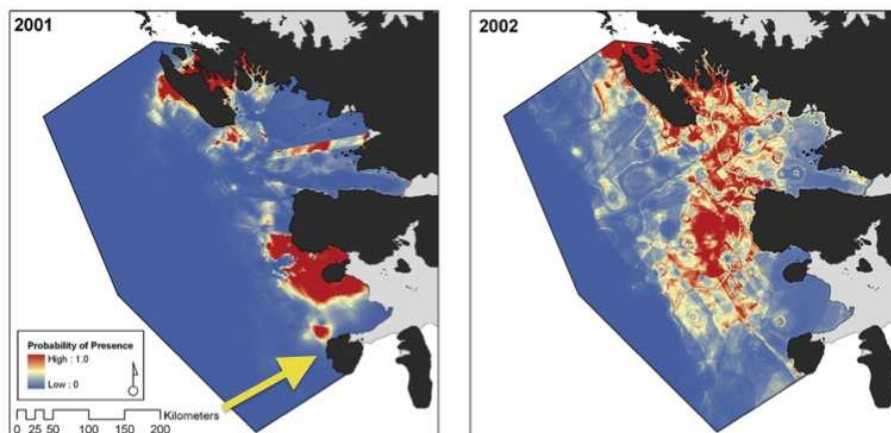 2001
2002
Probability of Presence
High : 1.0
Low : 0
Kilometers
0 25 50 100 150 200